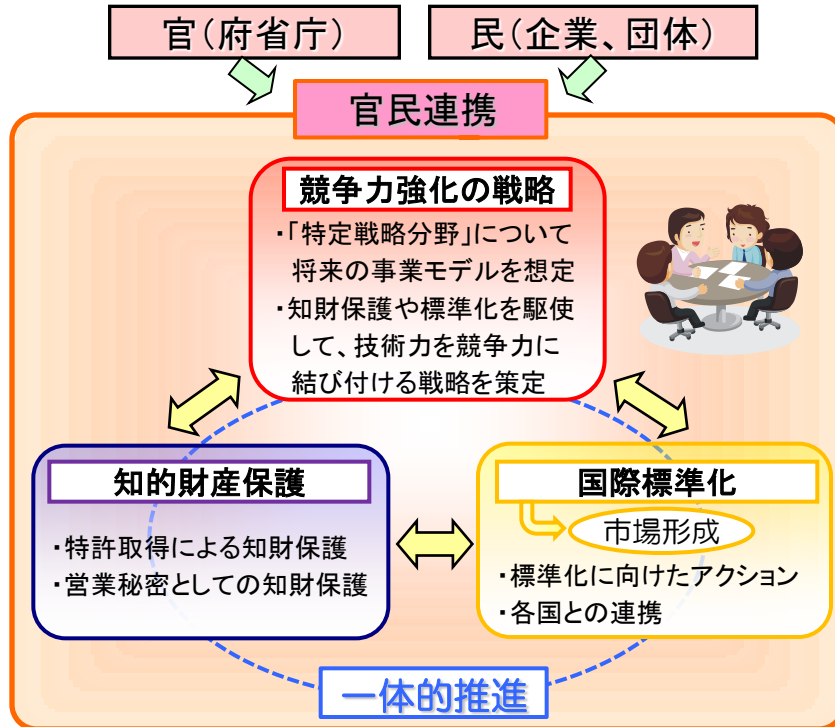 官（府省庁）
民（企業、団体）
官民連携
競争力強化の戦略
・「特定戦略分野」について
将来の事業モデルを想定
・知財保護や標準化を駆使
して、技術力を競争力に
結び付ける戦略を策定
知的財産保護
・特許取得による知財保護
・営業秘密としての知財保護
国際標準化
市場形成
・標準化に向けたアクション
・各国との連携
一体的推進